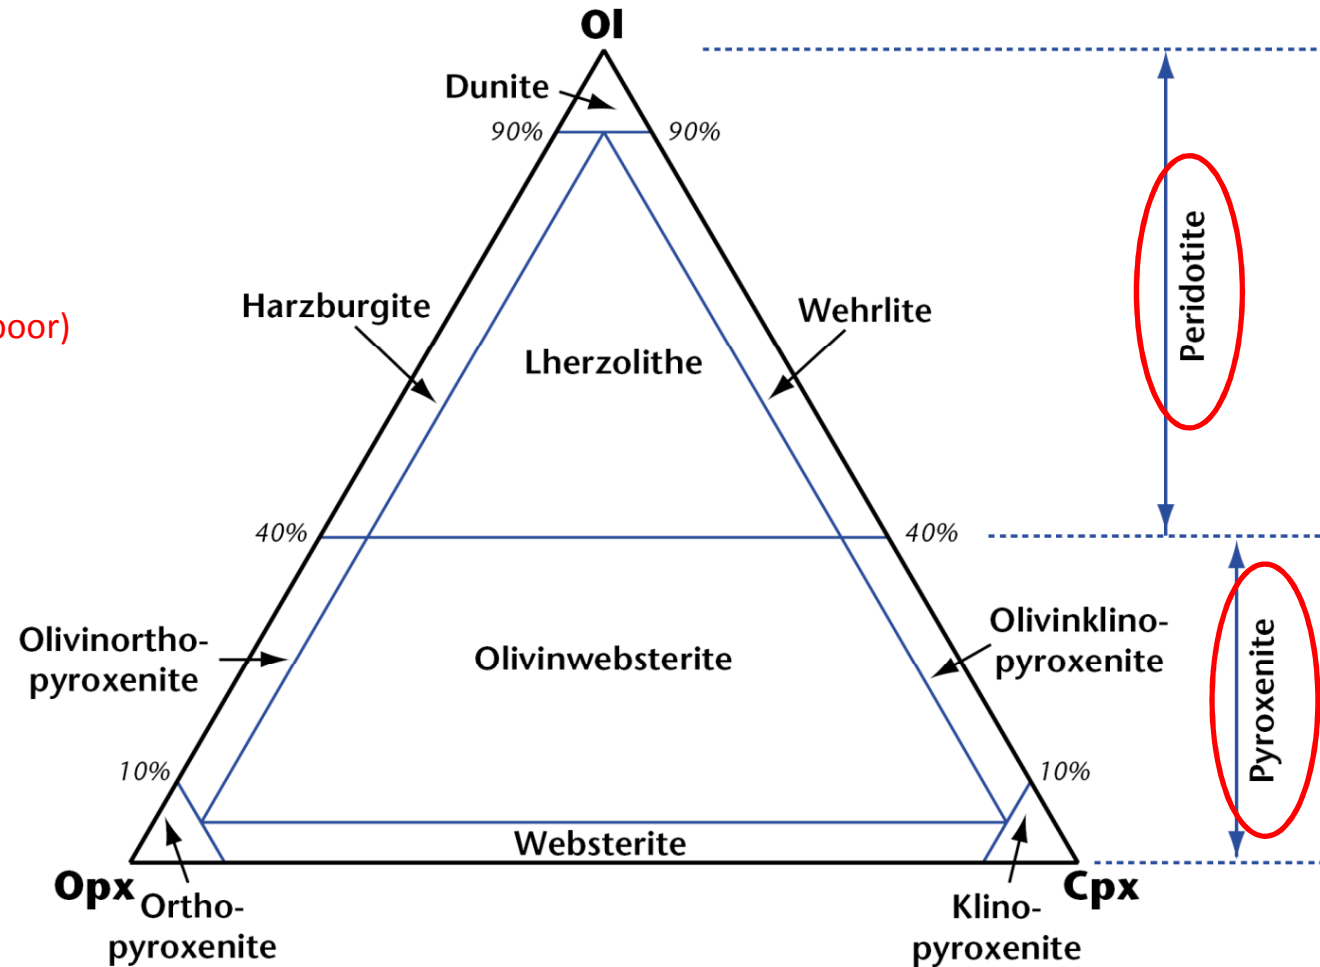 Ol
Dunite
90%
90%
Harzburgite
Wehrlite
poor)
Lherzolithe
Peridotite
40%
40%
Olivinortho-
pyroxenite
Olivinwebsterite
Olivinklino-
pyroxenite
Pyroxenite
10%
10%
Websterite
Opx
Cpx
Ortho-
pyroxenite
Klino-
pyroxenite